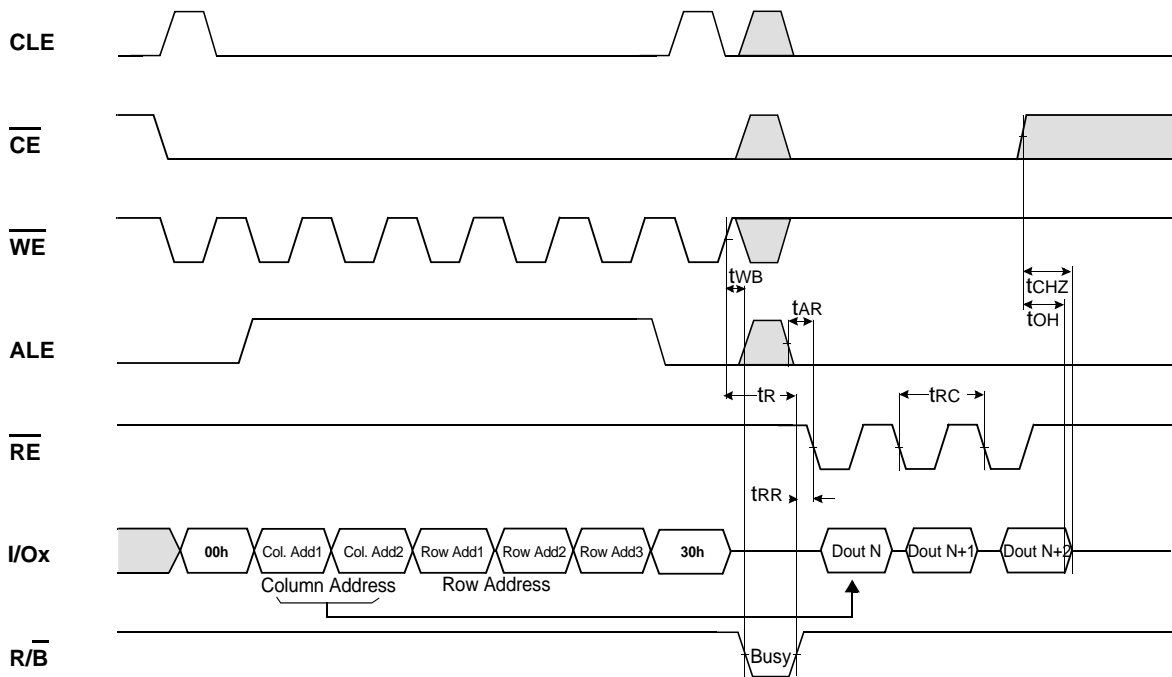 CLE
CE
WE
tWB
tCHZ
tAR
tOH
ALE
tR
tRC
RE
tRR
I/Ox
00h
Col. Add1
Col. Add2
Row Add1
Row Add2
Row Add3
30h
Dout N
Dout N+1
Dout N+2
Column Address
Row Address
R/B
Busy